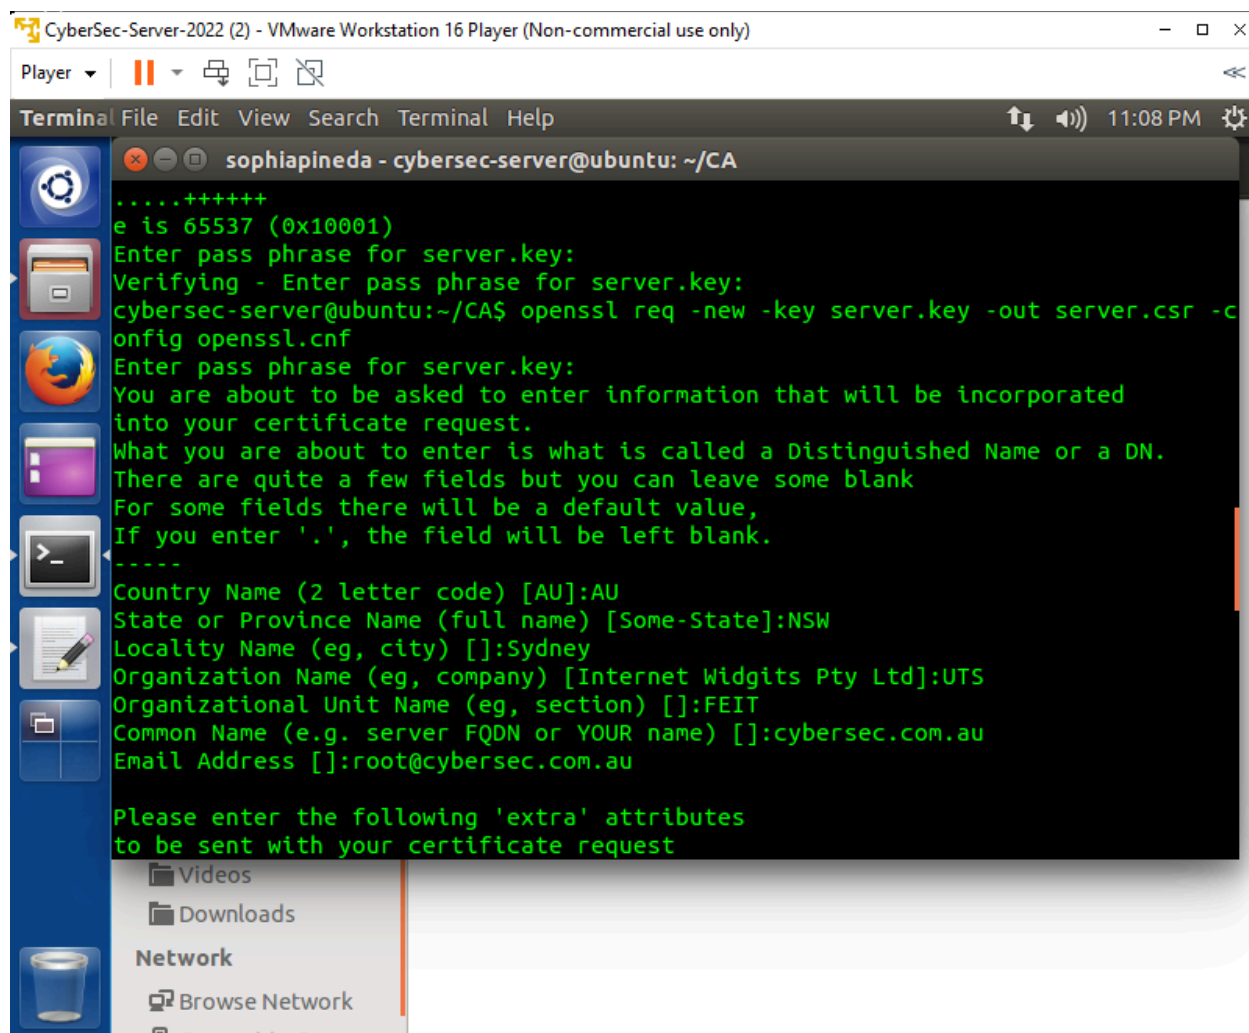 CyberSec-Server-2022 (2) - VMware Workstation 16 Player (Non-commercial use only)
Player
Terminal File Edit View Search Terminal Help 11:08 PM
sophiapineda - cybersec-server@ubuntu: ~/CA
.....++++++
e is 65537 (0x10001)
Enter pass phrase for server.key:
Verifying - Enter pass phrase for server.key:
cybersec-server@ubuntu:~/CA$ openssl req -new -key server.key -out server.csr -c
onfig openssl.cnf
Enter pass phrase for server.key:
You are about to be asked to enter information that will be incorporated
into your certificate request.
What you are about to enter is what is called a Distinguished Name or a DN.
There are quite a few fields but you can leave some blank
For some fields there will be a default value,
If you enter '.', the field will be left blank.
-----
Country Name (2 letter code) [AU]:AU
State or Province Name (full name) [Some-State]:NSW
Locality Name (eg, city) []:Sydney
Organization Name (eg, company) [Internet Widgits Pty Ltd]:UTS
Organizational Unit Name (eg, section) []:FEIT
Common Name (e.g. server FQDN or YOUR name) []:cybersec.com.au
Email Address []:root@cybersec.com.au
Please enter the following 'extra' attributes
to be sent with your certificate request
Videos
Downloads
Network
Browse Network